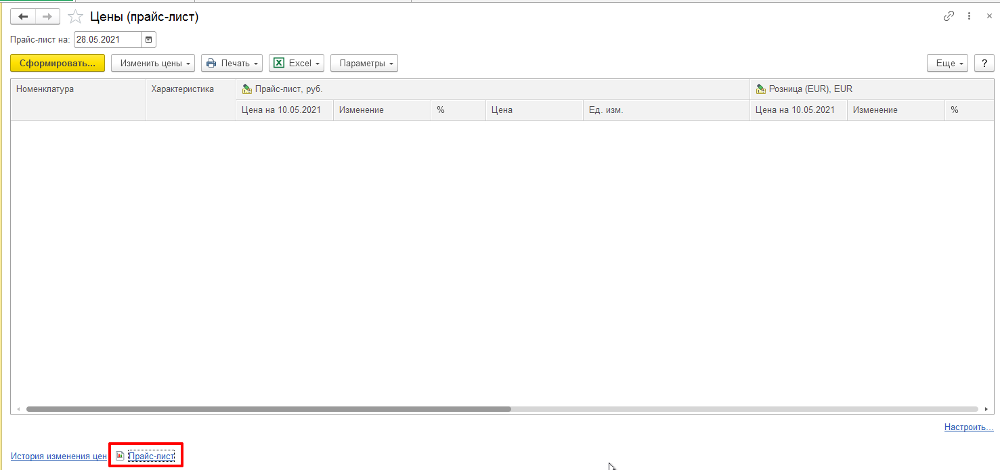 Цены (прайс-лист)
Прайс-лист на: 28.05.2021
Сформировать... Изменить цены Печать Excel Параметры Еще ?
Номенклатура Характеристика Прайс-лист, руб. Розница (EUR), EUR
Цена на 10.05.2021 Изменение % Цена Ед. изм. Цена на 10.05.2021 Изменение %
Настроить...
История изменения цен Прайс-лист